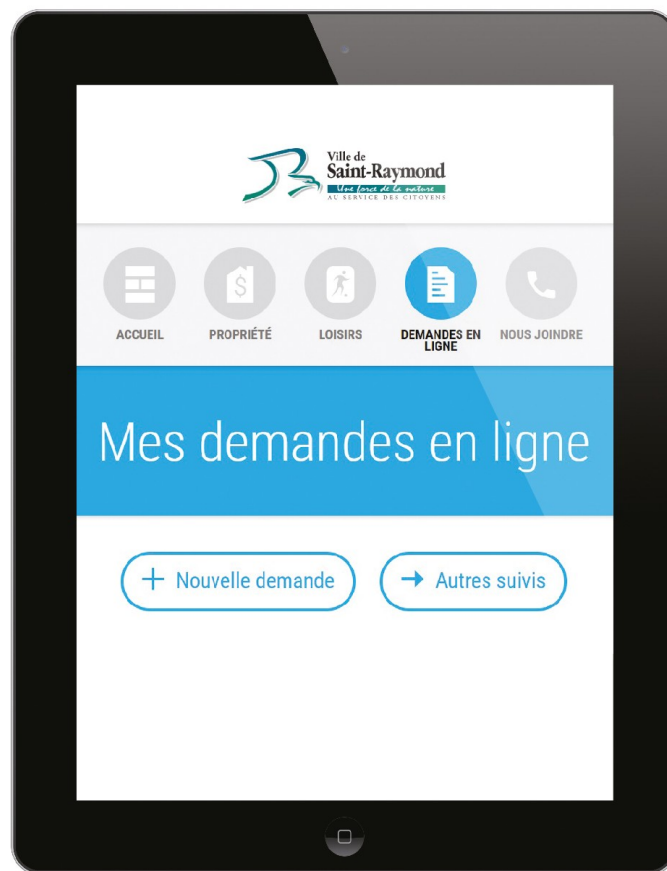 Ville de
Saint-Raymond
Une force de la nature
AU SERVICE DES CITOYENS
ACCUEIL
PROPRIÉTÉ
LOISIRS
DEMANDES EN
LIGNE
NOUS JOINDRE
Mes demandes en ligne
Nouvelle demande
Autres suivis